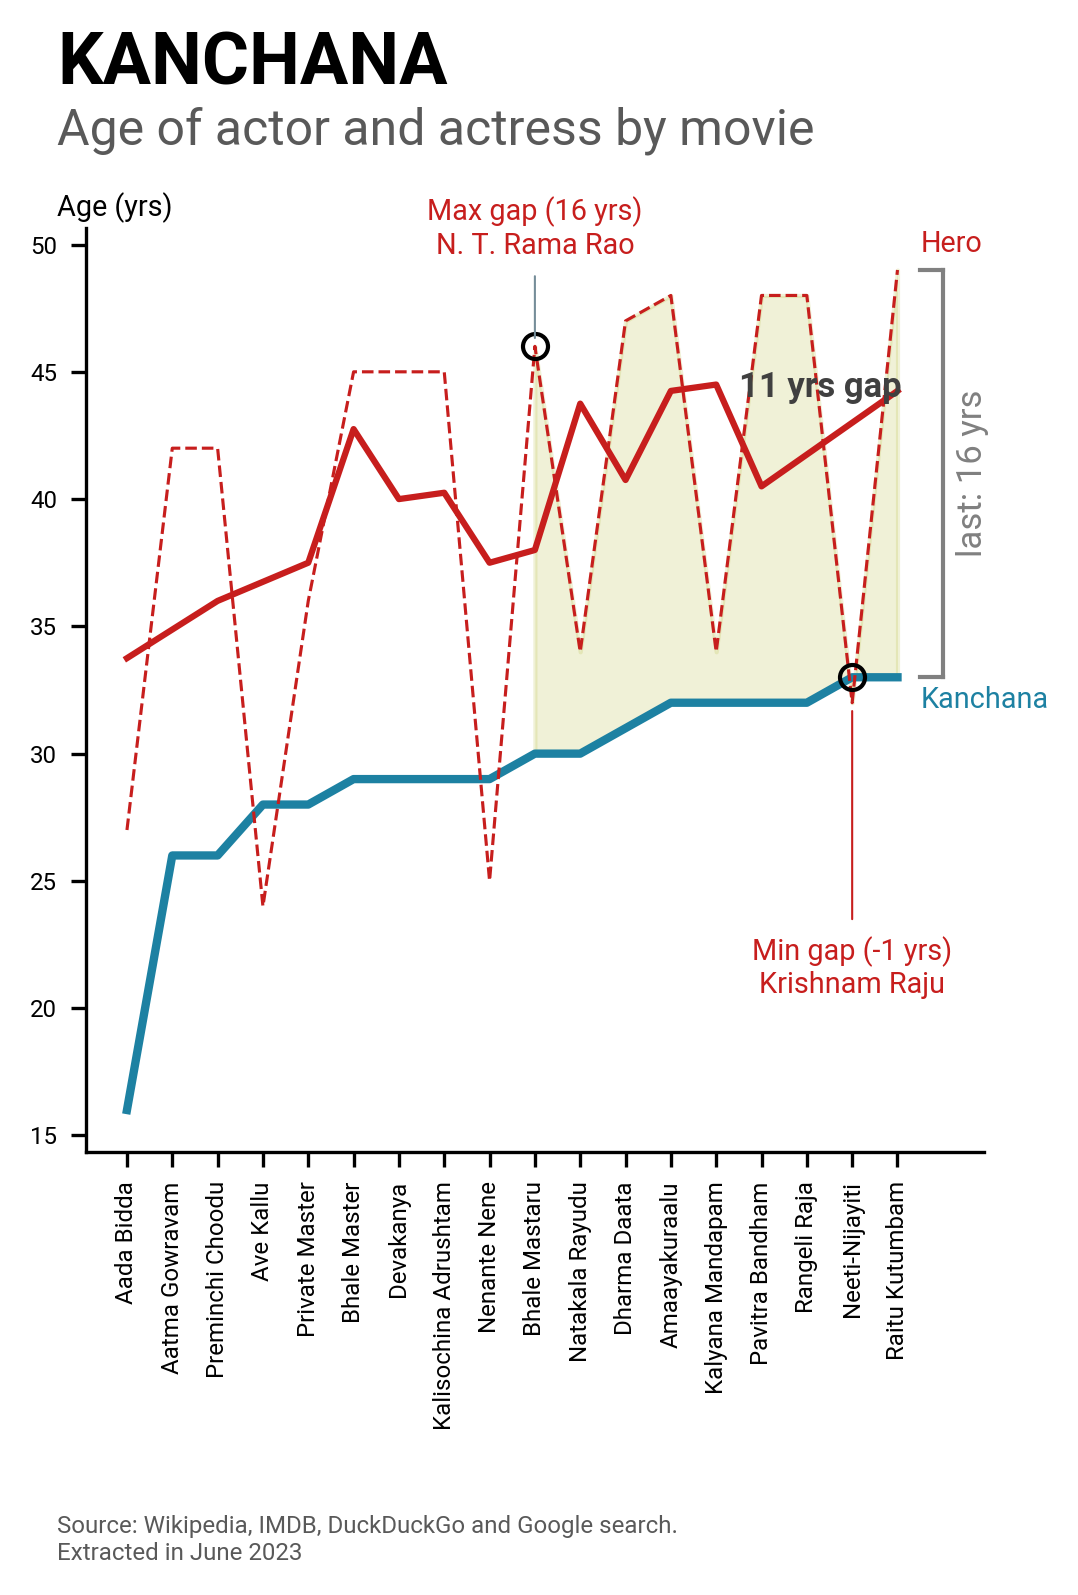 KANCHANA
Age of actor and actress by movie
Age (yrs)
Max gap (16 yrs)
N. T. Rama Rao
Hero
50
45
40
35
30
25
20
15
11 yrs gap
last: 16 yrs
Kanchana
Min gap (-1 yrs)
Krishnam Raju
Aada Bidda
Aatma Gowravam
Preminchi Choodu
Ave Kallu
Private Master
Bhale Master
Devakanya
Kalisochina Adrushtam
Nenante Nene
Bhale Mastaru
Natakala Rayudu
Dharma Daata
Amaayakuraalu
Kalyana Mandapam
Pavitra Bandham
Rangeli Raja
Neeti-Nijayiti
Raitu Kutumbam
Source: Wikipedia, IMDB, DuckDuckGo and Google search.
Extracted in June 2023